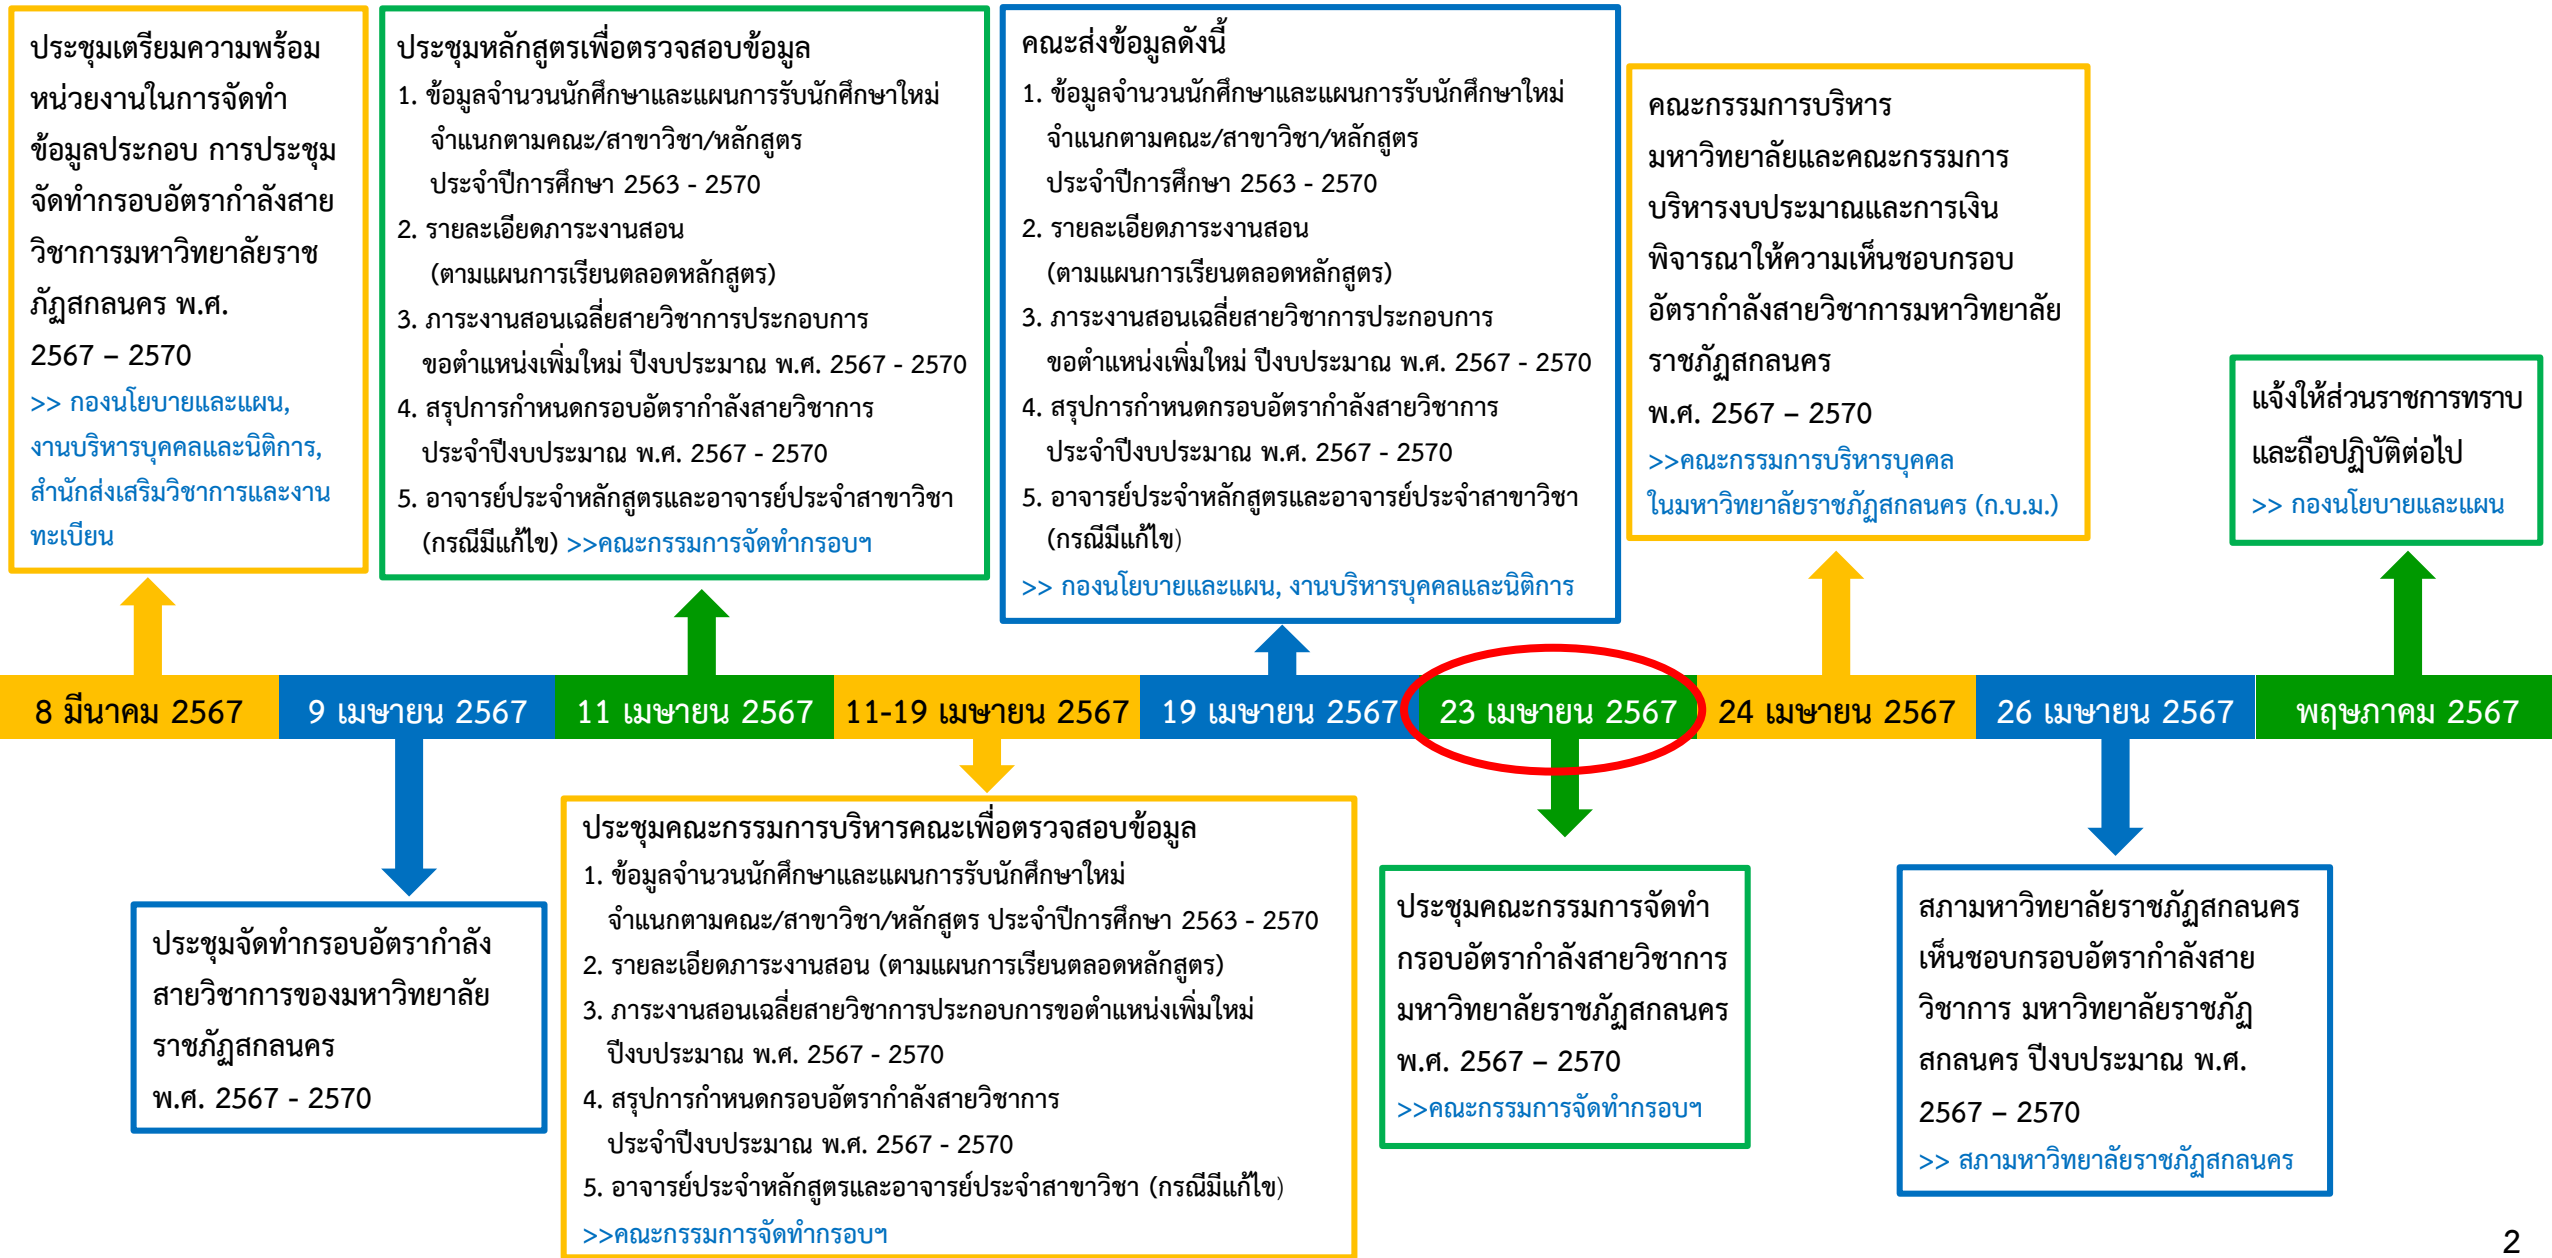 ประชุมเตรียมความพร้อม
หน่วยงานในการจัดทำ
ข้อมูลประกอบ การประชุม
จัดทำกรอบอัตรากำลังสาย
วิชาการมหาวิทยาลัยราช
ภัฏสกลนคร พ.ศ.
2567 – 2570
>> กองนโยบายและแผน,
งานบริหารบุคคลและนิติการ,
สำนักส่งเสริมวิชาการและงาน
ทะเบียน
ประชุมหลักสูตรเพื่อตรวจสอบข้อมูล
1. ข้อมูลจำนวนนักศึกษาและแผนการรับนักศึกษาใหม่
จำแนกตามคณะ/สาขาวิชา/หลักสูตร
ประจำปีการศึกษา 2563 - 2570
2. รายละเอียดภาระงานสอน
(ตามแผนการเรียนตลอดหลักสูตร)
3. ภาระงานสอนเฉลี่ยสายวิชาการประกอบการ
ขอตำแหน่งเพิ่มใหม่ ปีงบประมาณ พ.ศ. 2567 - 2570
4. สรุปการกำหนดกรอบอัตรากำลังสายวิชาการ
ประจำปีงบประมาณ พ.ศ. 2567 - 2570
5. อาจารย์ประจำหลักสูตรและอาจารย์ประจำสาขาวิชา
(กรณีมีแก้ไข) >>คณะกรรมการจัดทำกรอบฯ
คณะส่งข้อมูลดังนี้
1. ข้อมูลจำนวนนักศึกษาและแผนการรับนักศึกษาใหม่
จำแนกตามคณะ/สาขาวิชา/หลักสูตร
ประจำปีการศึกษา 2563 - 2570
2. รายละเอียดภาระงานสอน
(ตามแผนการเรียนตลอดหลักสูตร)
3. ภาระงานสอนเฉลี่ยสายวิชาการประกอบการ
ขอตำแหน่งเพิ่มใหม่ ปีงบประมาณ พ.ศ. 2567 - 2570
4. สรุปการกำหนดกรอบอัตรากำลังสายวิชาการ
ประจำปีงบประมาณ พ.ศ. 2567 - 2570
5. อาจารย์ประจำหลักสูตรและอาจารย์ประจำสาขาวิชา
(กรณีมีแก้ไข)
>> กองนโยบายและแผน, งานบริหารบุคคลและนิติการ
คณะกรรมการบริหาร
มหาวิทยาลัยและคณะกรรมการ
บริหารงบประมาณและการเงิน
พิจารณาให้ความเห็นชอบกรอบ
อัตรากำลังสายวิชาการมหาวิทยาลัย
ราชภัฏสกลนคร
พ.ศ. 2567 – 2570
>>คณะกรรมการบริหารบุคคล
ในมหาวิทยาลัยราชภัฏสกลนคร (ก.บ.ม.)
แจ้งให้ส่วนราชการทราบ
และถือปฏิบัติต่อไป
>> กองนโยบายและแผน
8 มีนาคม 2567
9 เมษายน 2567
11 เมษายน 2567
11-19 เมษายน 2567
19 เมษายน 2567
23 เมษายน 2567
24 เมษายน 2567
26 เมษายน 2567
พฤษภาคม 2567
ประชุมจัดทำกรอบอัตรากำลัง
สายวิชาการของมหาวิทยาลัย
ราชภัฏสกลนคร
พ.ศ. 2567 - 2570
ประชุมคณะกรรมการบริหารคณะเพื่อตรวจสอบข้อมูล
1. ข้อมูลจำนวนนักศึกษาและแผนการรับนักศึกษาใหม่
จำแนกตามคณะ/สาขาวิชา/หลักสูตร ประจำปีการศึกษา 2563 - 2570
2. รายละเอียดภาระงานสอน (ตามแผนการเรียนตลอดหลักสูตร)
3. ภาระงานสอนเฉลี่ยสายวิชาการประกอบการขอตำแหน่งเพิ่มใหม่
ปีงบประมาณ พ.ศ. 2567 - 2570
4. สรุปการกำหนดกรอบอัตรากำลังสายวิชาการ
ประจำปีงบประมาณ พ.ศ. 2567 - 2570
5. อาจารย์ประจำหลักสูตรและอาจารย์ประจำสาขาวิชา (กรณีมีแก้ไข)
>>คณะกรรมการจัดทำกรอบฯ
ประชุมคณะกรรมการจัดทำ
กรอบอัตรากำลังสายวิชาการ
มหาวิทยาลัยราชภัฏสกลนคร
พ.ศ. 2567 – 2570
>>คณะกรรมการจัดทำกรอบฯ
สภามหาวิทยาลัยราชภัฏสกลนคร
เห็นชอบกรอบอัตรากำลังสาย
วิชาการ มหาวิทยาลัยราชภัฏ
สกลนคร ปีงบประมาณ พ.ศ.
2567 – 2570
>> สภามหาวิทยาลัยราชภัฏสกลนคร
2